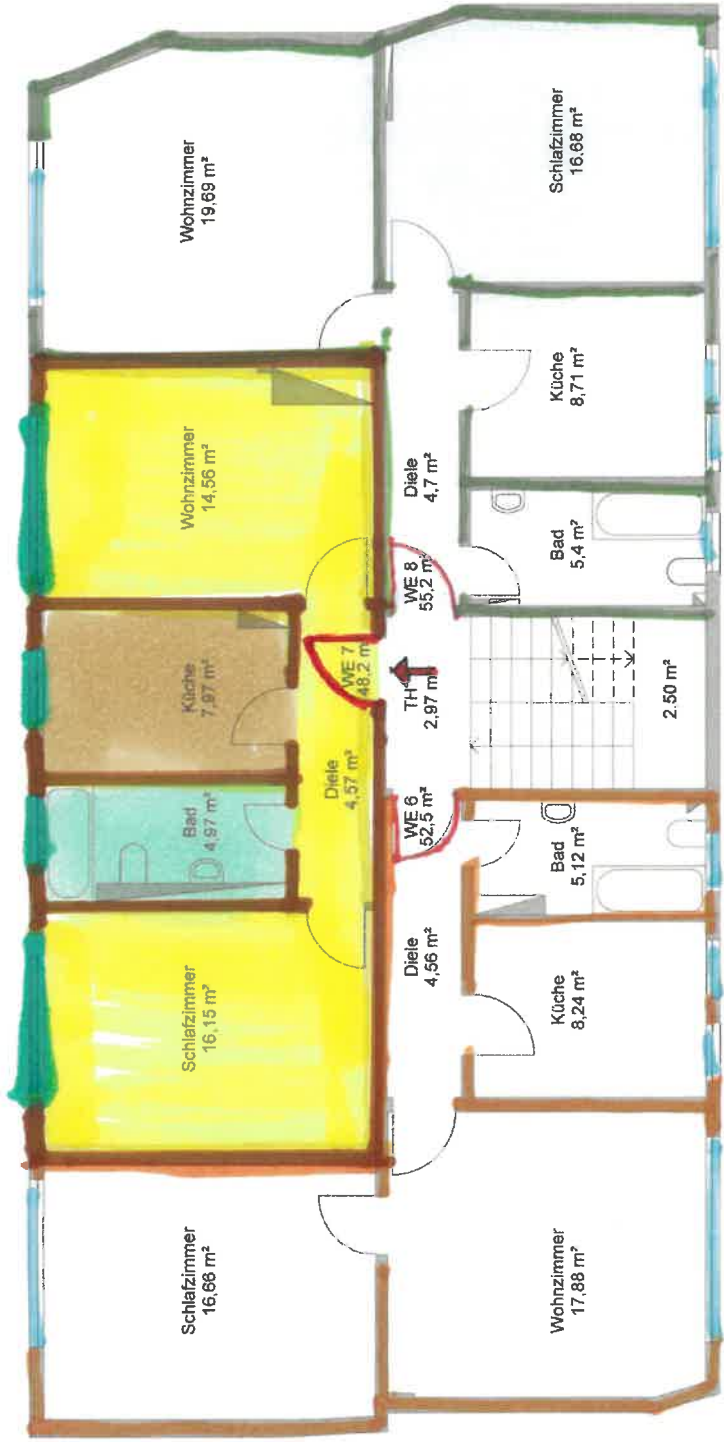 Schlafzimmer
16,66 m²
Schlafzimmer
16,15 m²
Bad
4,97 m²
Küche
7,97 m²
Wohnzimmer
14,56 m²
Wohnzimmer
19,69 m²
Diele
4,57 m²
WE 7
48,2 m
Diele
4,56 m²
WE 6
52,5 m²
TH
2,97 m²
WE 8
55,2 m²
Diele
4,7 m²
Wohnzimmer
17,88 m²
Küche
8,24 m²
Bad
5,12 m²
2.50 m²
Bad
5,4 m²
Küche
8,71 m²
Schlafzimmer
16,68 m²